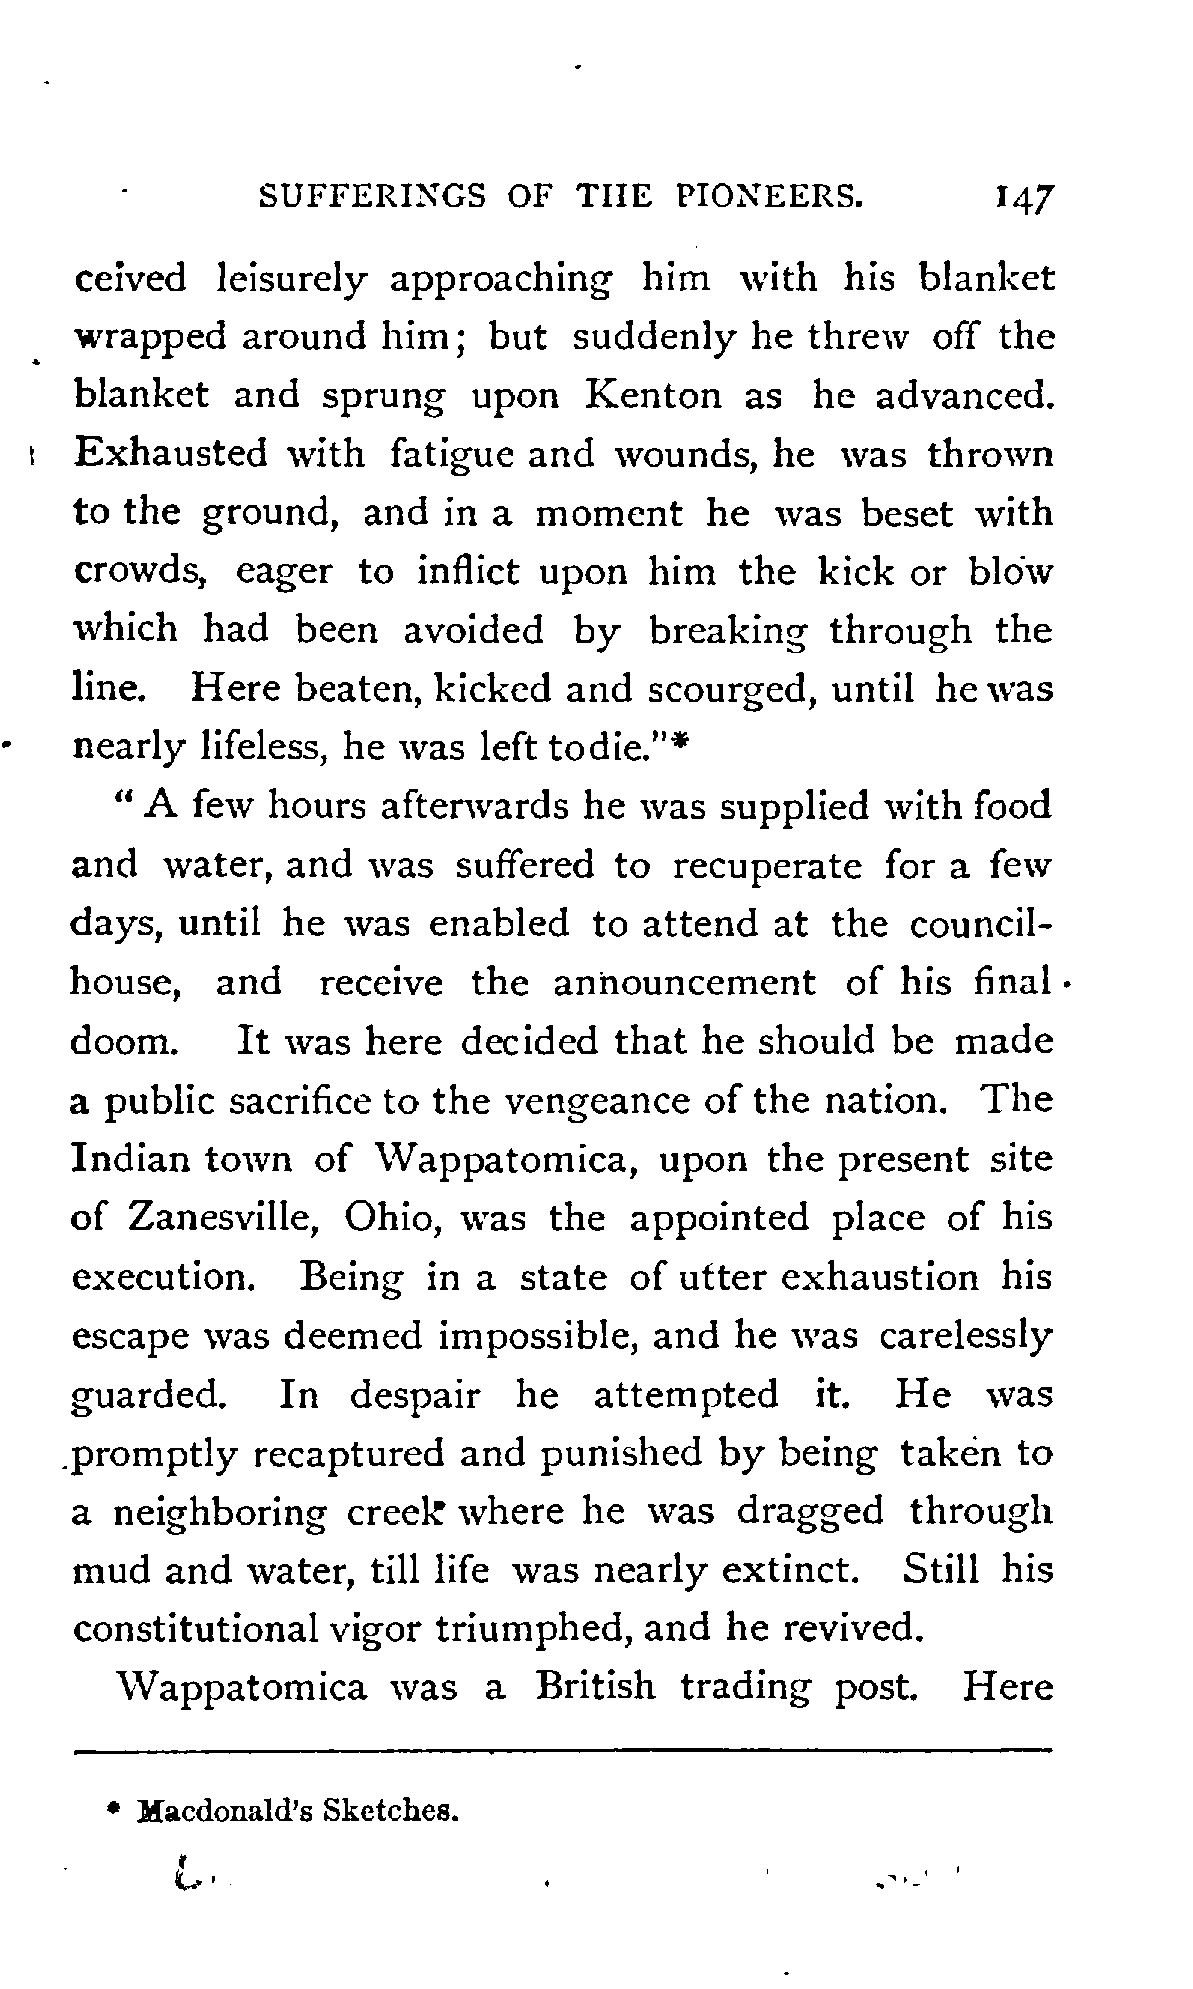 SUFFERINGS OF THE PIONEERS. 147
ceived leisurely approaching him with his blanket
wrapped around him; but suddenly he threw off the
blanket and sprung upon Kenton as he advanced.
Exhausted with fatigue and wounds, he was thrown
to the ground, and in a moment he was beset with
crowds, eager to inflict upon him the kick or blow
which had been avoided by breaking through the
line. Here beaten, kicked and scourged, until he was
nearly lifeless, he was left to die."*
" A few hours afterwards he was supplied with food
and water, and was suffered to recuperate for a few
days, until he was enabled to attend at the council-
house, and receive the announcement of his final
doom. It was here decided that he should be made
a public sacrifice to the vengeance of the nation. The
Indian town of Wappatomica, upon the present site
of Zanesville, Ohio, was the appointed place of his
execution. Being in a state of utter exhaustion his
escape was deemed impossible, and he was carelessly
guarded. In despair he attempted it. He was
promptly recaptured and punished by being taken to
a neighboring creek where he was dragged through
mud and water, till life was nearly extinct. Still his
constitutional vigor triumphed, and he revived.
Wappatomica was a British trading post. Here
* Macdonald's Sketches.